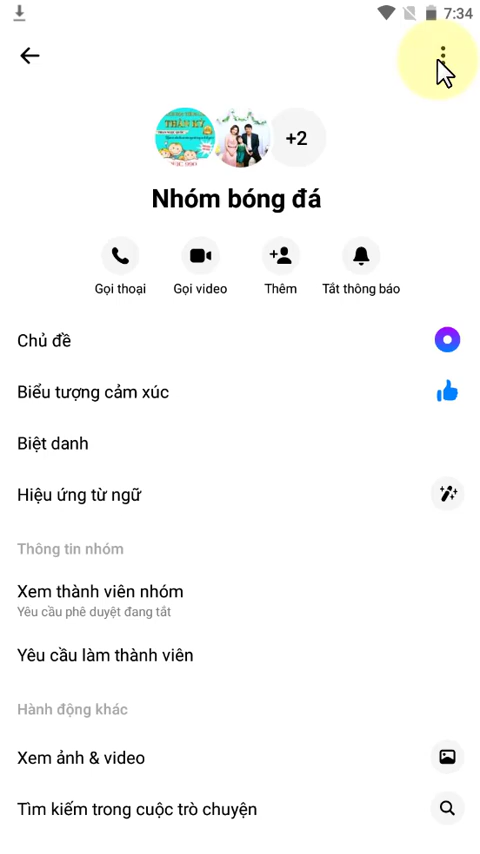 7:34
THÂN KỲ
+2
Nhóm bóng đá
Gọi thoại
Gọi video
Thêm
Tắt thông báo
Chủ đề
Biểu tượng cảm xúc
Biệt danh
Hiệu ứng từ ngữ
Thông tin nhóm
Xem thành viên nhóm
Yêu cầu phê duyệt đang tắt
Yêu cầu làm thành viên
Hành động khác
Xem ảnh & video
Tìm kiếm trong cuộc trò chuyện